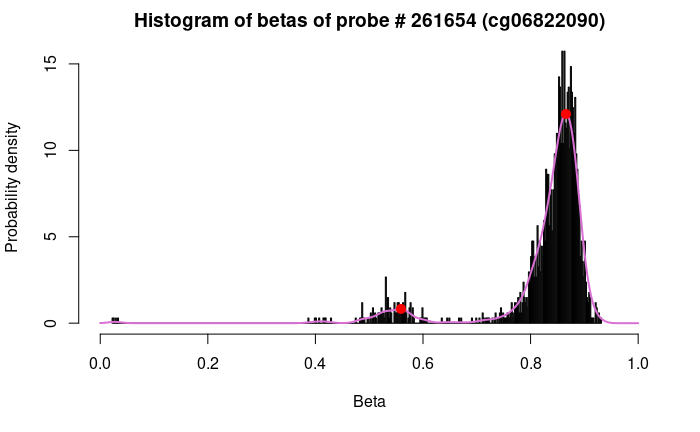 Histogram of betas of probe # 261654 (cg06822090)
Probability density
15
10
5
0
0.0 0.2 0.4 0.6 0.8 1.0
Beta